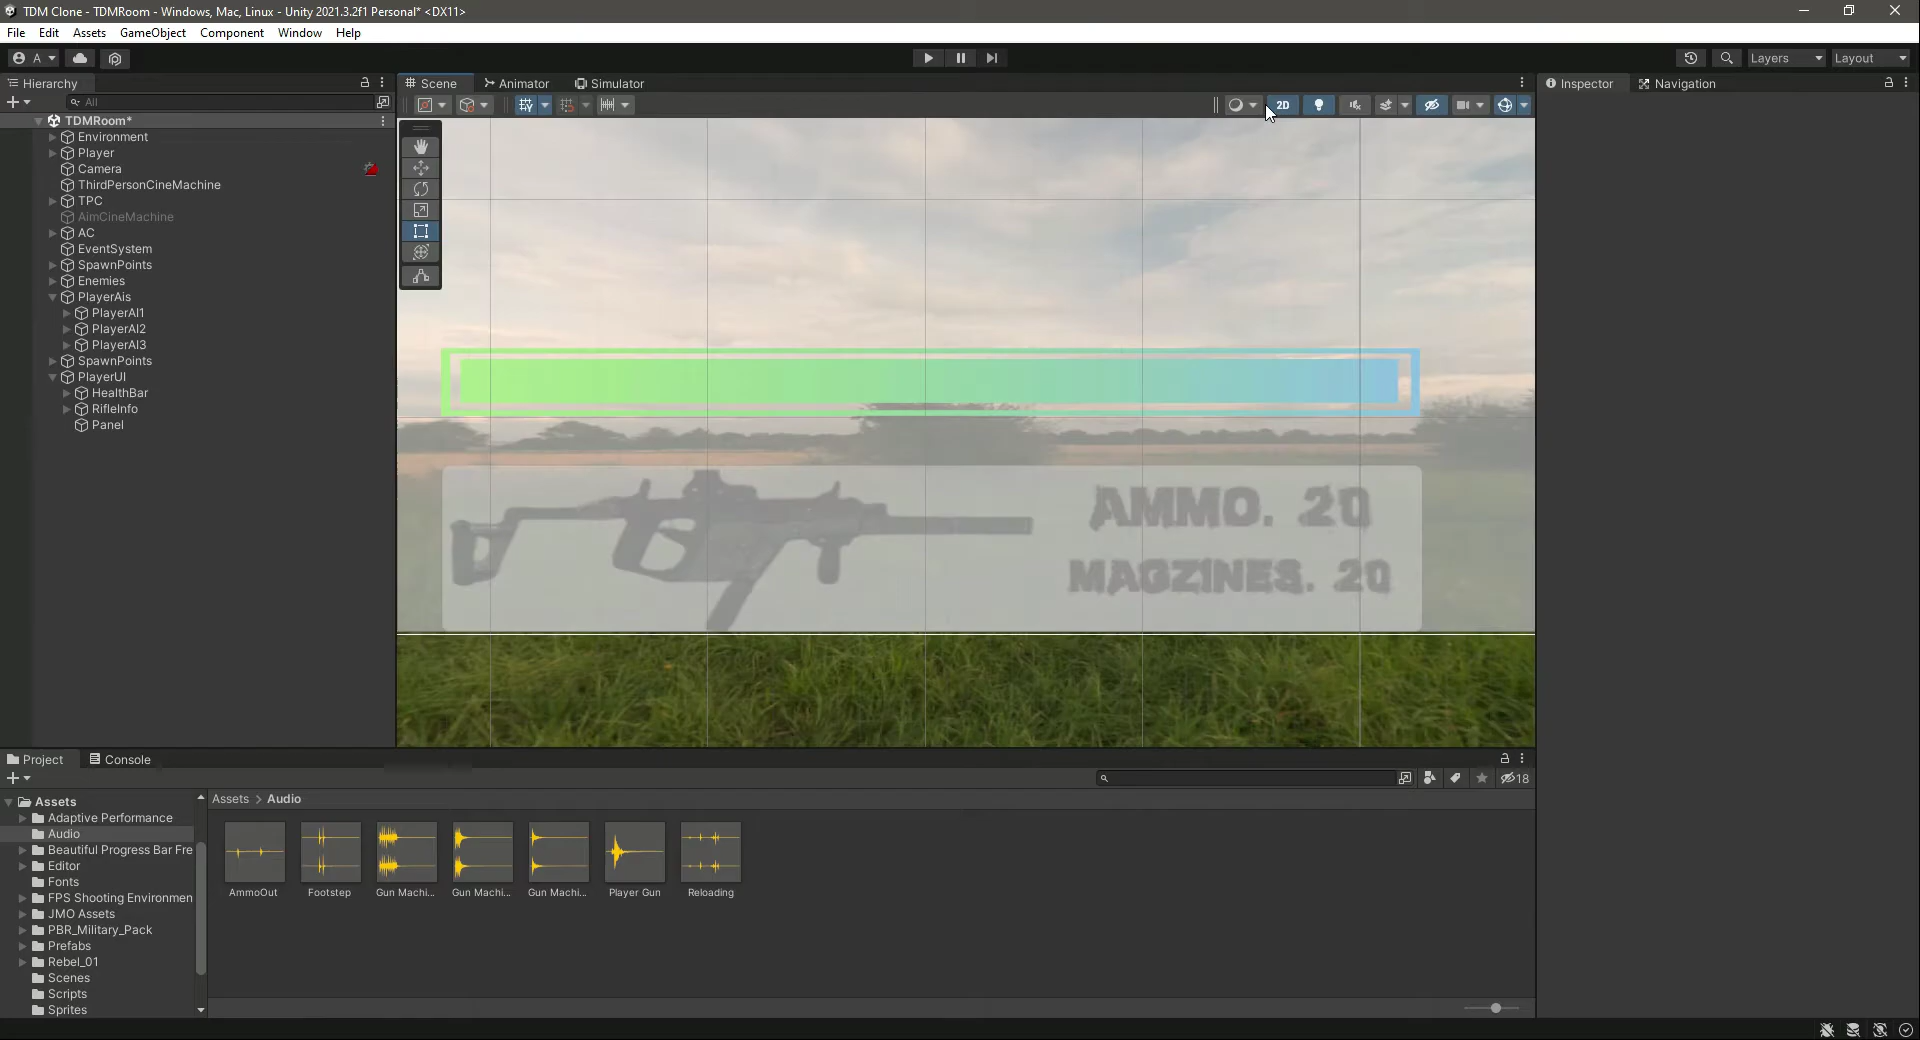 TDM Clone - TDMRoom - Windows, Mac, Linux - Unity 2021.3.2f1 Personal* <DX11>
File Edit Assets GameObject Component Window Help
A Layers Layout
Hierarchy Scene Animator Simulator Inspector Navigation
All 2D
TDMRoom*
Environment
Player
Camera
ThirdPersonCineMachine
TPC
AimCineMachine
AC
EventSystem
SpawnPoints
Enemies
PlayerAis
PlayerAI1
PlayerAI2
PlayerAI3
SpawnPoints
PlayerUI
HealthBar
RifleInfo
Panel
AMMO. 20
MAGZINES. 20
Project Console
18
Assets
Adaptive Performance
Audio
Beautiful Progress Bar Fre
Editor
Fonts
FPS Shooting Environmen
JMO Assets
PBR_Military_Pack
Prefabs
Rebel_01
Scenes
Scripts
Sprites
Assets > Audio
AmmoOut Footstep Gun Machi... Gun Machi... Gun Machi... Player Gun Reloading